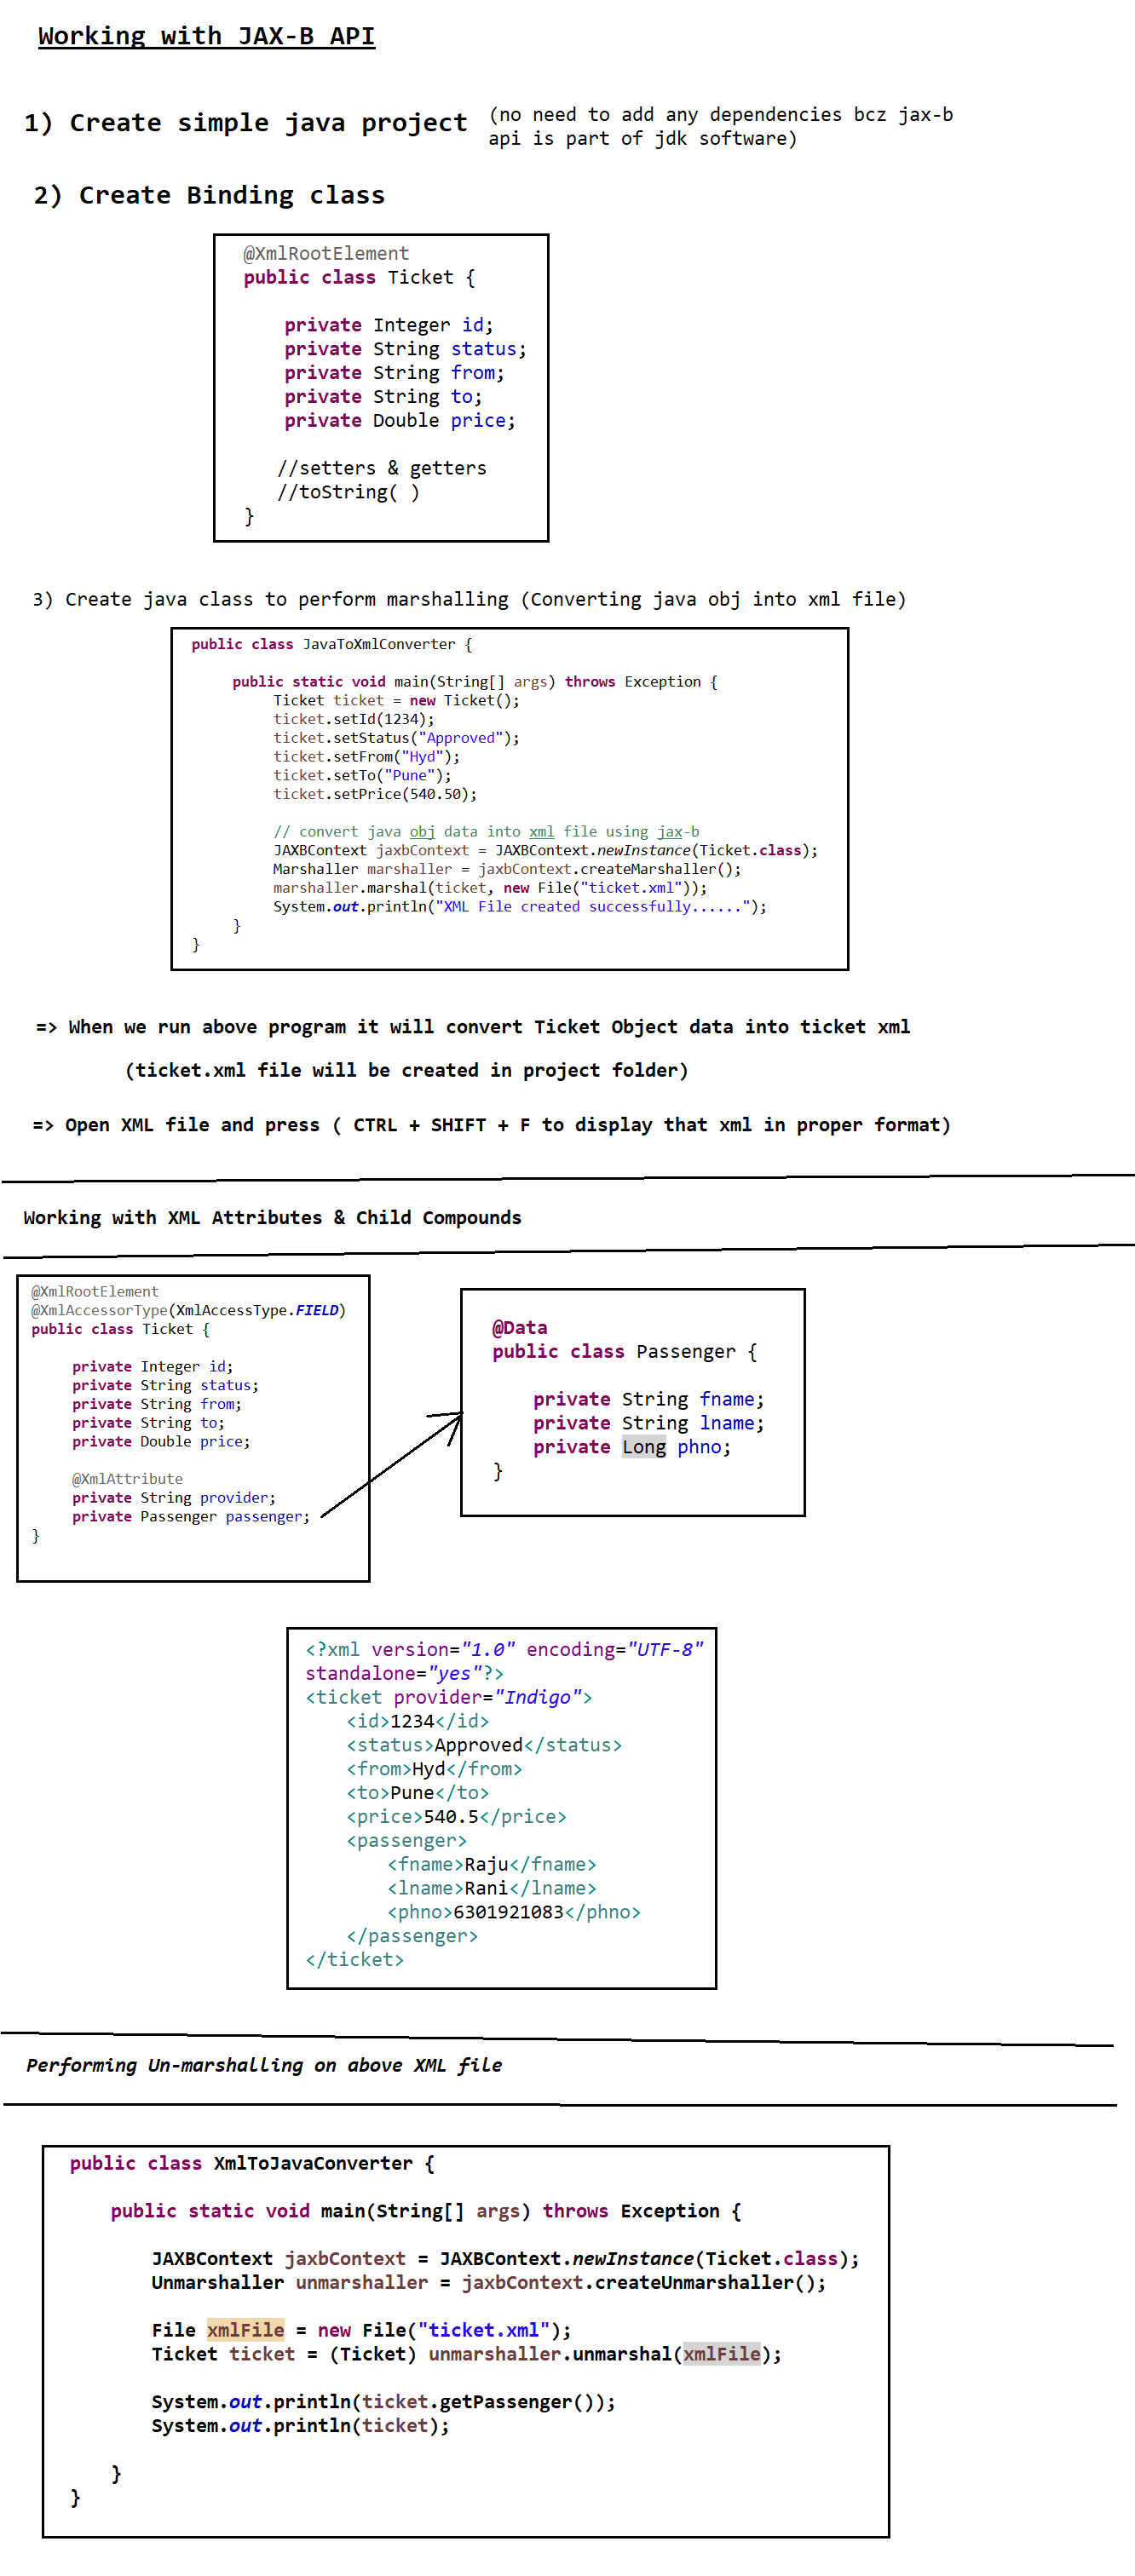 Working with JAX-B API
1) Create simple java project (no need to add any dependencies bcz jax-b
api is part of jdk software)
2) Create Binding class
@XmlRootElement
public class Ticket {
private Integer id;
private String status;
private String from;
private String to;
private Double price;
//setters & getters
//toString( )
}
3) Create java class to perform marshalling (Converting java obj into xml file)
public class JavaToXmlConverter {
public static void main(String[] args) throws Exception {
Ticket ticket = new Ticket();
ticket.setId(1234);
ticket.setStatus("Approved");
ticket.setFrom("Hyd");
ticket.setTo("Pune");
ticket.setPrice(540.50);
// convert java obj data into xml file using jax-b
JAXBContext jaxbContext = JAXBContext.newInstance(Ticket.class);
Marshaller marshaller = jaxbContext.createMarshaller();
marshaller.marshal(ticket, new File("ticket.xml"));
System.out.println("XML File created successfully......");
}
}
=> When we run above program it will convert Ticket Object data into ticket xml
(ticket.xml file will be created in project folder)
=> Open XML file and press ( CTRL + SHIFT + F to display that xml in proper format)
Working with XML Attributes & Child Compounds
@XmlRootElement
@XmlAccessorType(XmlAccessType.FIELD)
public class Ticket {
private Integer id;
private String status;
private String from;
private String to;
private Double price;
@XmlAttribute
private String provider;
private Passenger passenger;
}
@Data
public class Passenger {
private String fname;
private String lname;
private Long phno;
}
<?xml version="1.0" encoding="UTF-8"
standalone="yes"?>
<ticket provider="Indigo">
<id>1234</id>
<status>Approved</status>
<from>Hyd</from>
<to>Pune</to>
<price>540.5</price>
<passenger>
<fname>Raju</fname>
<lname>Rani</lname>
<phno>6301921083</phno>
</passenger>
</ticket>
Performing Un-marshalling on above XML file
public class XmlToJavaConverter {
public static void main(String[] args) throws Exception {
JAXBContext jaxbContext = JAXBContext.newInstance(Ticket.class);
Unmarshaller unmarshaller = jaxbContext.createUnmarshaller();
File xmlFile = new File("ticket.xml");
Ticket ticket = (Ticket) unmarshaller.unmarshal(xmlFile);
System.out.println(ticket.getPassenger());
System.out.println(ticket);
}
}